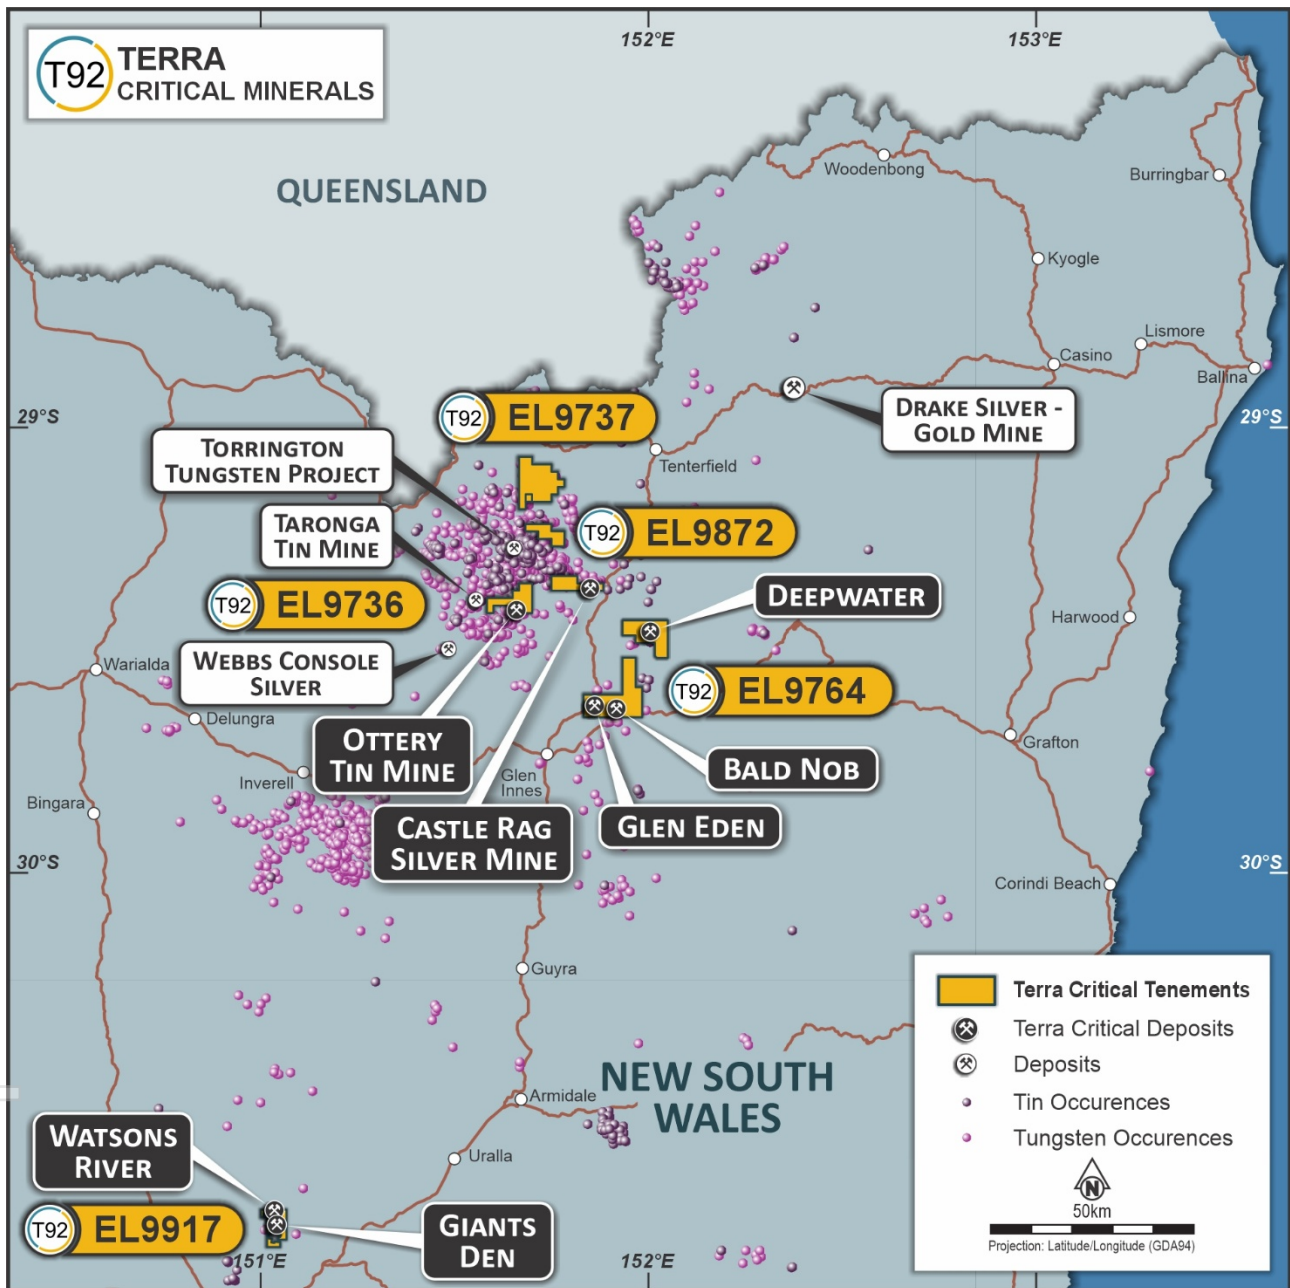 152°E
153°E
T92
TERRA
CRITICAL MINERALS
QUEENSLAND
Woodenbong
Burringbar
Kyogle
Lismore
Casino
Ballina
29°S
29°S
T92
EL9737
DRAKE SILVER -
GOLD MINE
TORRINGTON
TUNGSTEN PROJECT
Tenterfield
TARONGA
TIN MINE
T92
EL9872
T92
EL9736
DEEPWATER
Harwood
WEBBS CONSOLE
SILVER
Warialda
T92
EL9764
Delungra
OTTERY
TIN MINE
Grafton
BALD NOB
Glen
Innes
Inverell
Bingara
CASTLE RAG
SILVER MINE
GLEN EDEN
30°S
30°S
Corindi Beach
Guyra
Terra Critical Tenements
Terra Critical Deposits
Deposits
Tin Occurences
Tungsten Occurences
N
50km
Projection: Latitude/Longitude (GDA94)
NEW SOUTH
WALES
Armidale
Uralla
WATSONS
RIVER
T92
EL9917
GIANTS
DEN
151°E
152°E